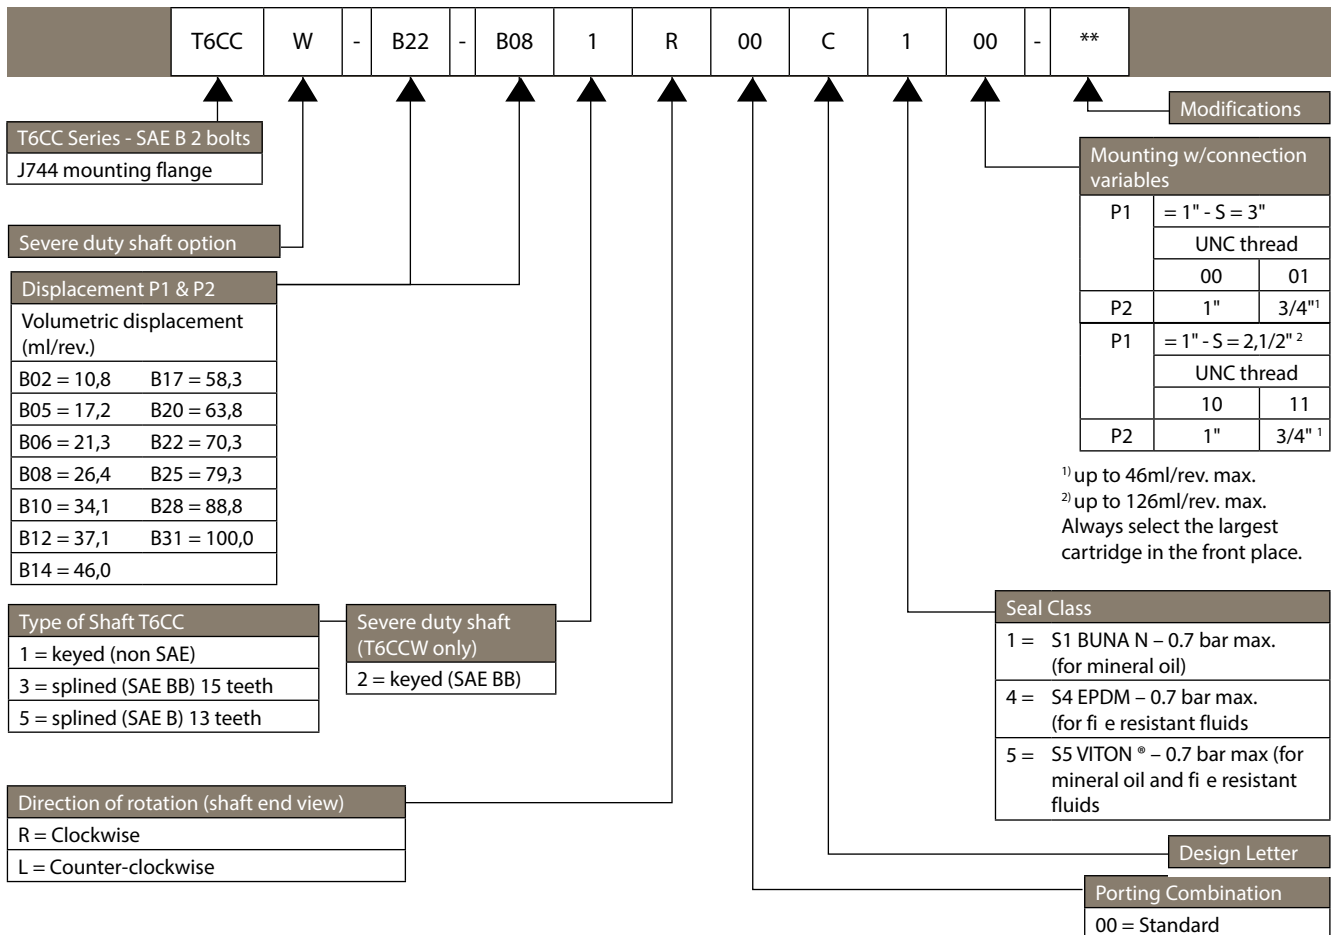 T6CC W - B22 - B08 1 R 00 C 1 00 - **
Modifications
T6CC Series - SAE B 2 bolts
J744 mounting flange
Mounting w/connection
variables
P1 = 1" - S = 3"
UNC thread
00 01
P2 1" 3/4"¹
P1 = 1" - S = 2,1/2" ²
UNC thread
10 11
P2 1" 3/4" ¹
¹⁾ up to 46ml/rev. max.
²⁾ up to 126ml/rev. max.
Always select the largest
cartridge in the front place.
Severe duty shaft option
Displacement P1 & P2
Volumetric displacement
(ml/rev.)
B02 = 10,8 B17 = 58,3
B05 = 17,2 B20 = 63,8
B06 = 21,3 B22 = 70,3
B08 = 26,4 B25 = 79,3
B10 = 34,1 B28 = 88,8
B12 = 37,1 B31 = 100,0
B14 = 46,0
Type of Shaft T6CC
1 = keyed (non SAE)
3 = splined (SAE BB) 15 teeth
5 = splined (SAE B) 13 teeth
Severe duty shaft
(T6CCW only)
2 = keyed (SAE BB)
Seal Class
1 = S1 BUNA N – 0.7 bar max.
(for mineral oil)
4 = S4 EPDM – 0.7 bar max.
(for fi e resistant fluids
5 = S5 VITON ® – 0.7 bar max (for
mineral oil and fi e resistant
fluids
Direction of rotation (shaft end view)
R = Clockwise
L = Counter-clockwise
Design Letter
Porting Combination
00 = Standard